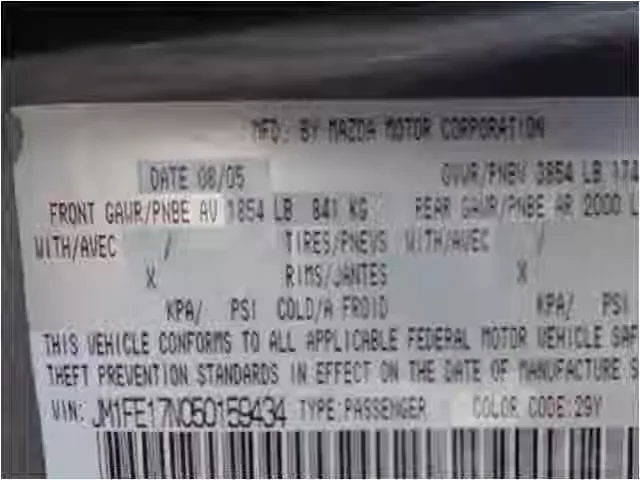 MFD. BY MAZDA MOTOR CORPORATION
DATE 08/05 GVWR/PNBV 3854 LB 174
FRONT GAWR/PNBE AV 1854 LB 841 KG REAR GAWR/PNBE AR 2000 L
WITH/AVEC / TIRES/PNEUS WITH/AVEC /
X RIMS/JANTES X
KPA/ PSI COLD/A FROID KPA/ PSI
THIS VEHICLE CONFORMS TO ALL APPLICABLE FEDERAL MOTOR VEHICLE SAF
THEFT PREVENTION STANDARDS IN EFFECT ON THE DATE OF MANUFACTURE S
VIN: JM1FE17N050159434 TYPE:PASSENGER COLOR CODE:29Y